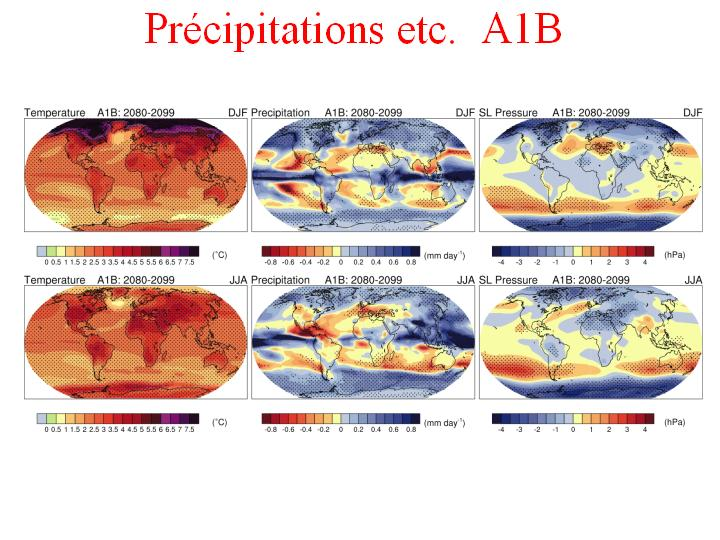 Précipitations etc. A1B
Temperature A1B: 2080-2099 DJF Precipitation A1B: 2080-2099 DJF SL Pressure A1B: 2080-2099 DJF
0 0.5 1 1.5 2 2.5 3 3.5 4 4.5 5 5.5 6 6.5 7 7.5 (°C) -0.8 -0.6 -0.4 -0.2 0 0.2 0.4 0.6 0.8 (mm day⁻¹) -4 -3 -2 -1 0 1 2 3 4 (hPa)
Temperature A1B: 2080-2099 JJA Precipitation A1B: 2080-2099 JJA SL Pressure A1B: 2080-2099 JJA
0 0.5 1 1.5 2 2.5 3 3.5 4 4.5 5 5.5 6 6.5 7 7.5 (°C) -0.8 -0.6 -0.4 -0.2 0 0.2 0.4 0.6 0.8 (mm day⁻¹) -4 -3 -2 -1 0 1 2 3 4 (hPa)